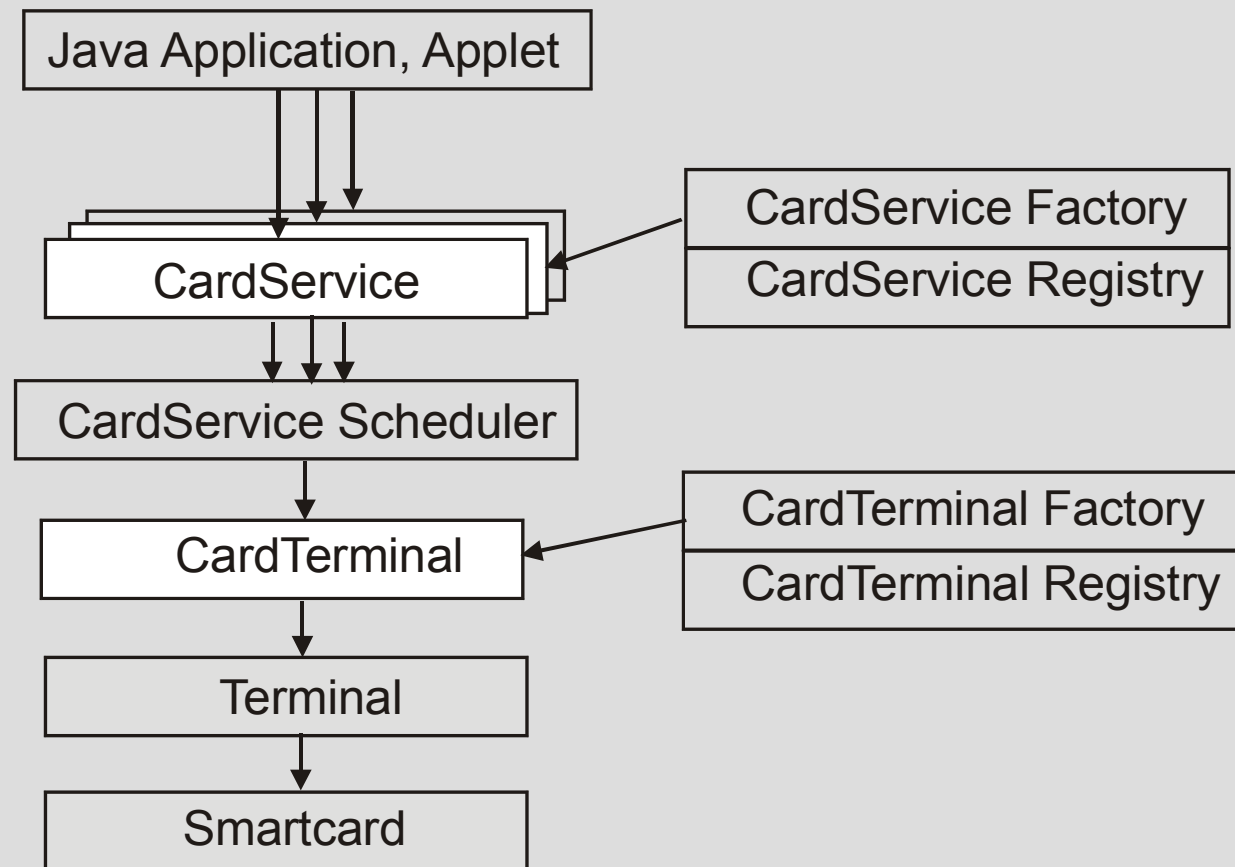 Java Application, Applet
CardService Factory
CardService Registry
CardService
CardService Scheduler
CardTerminal Factory
CardTerminal Registry
CardTerminal
Terminal
Smartcard